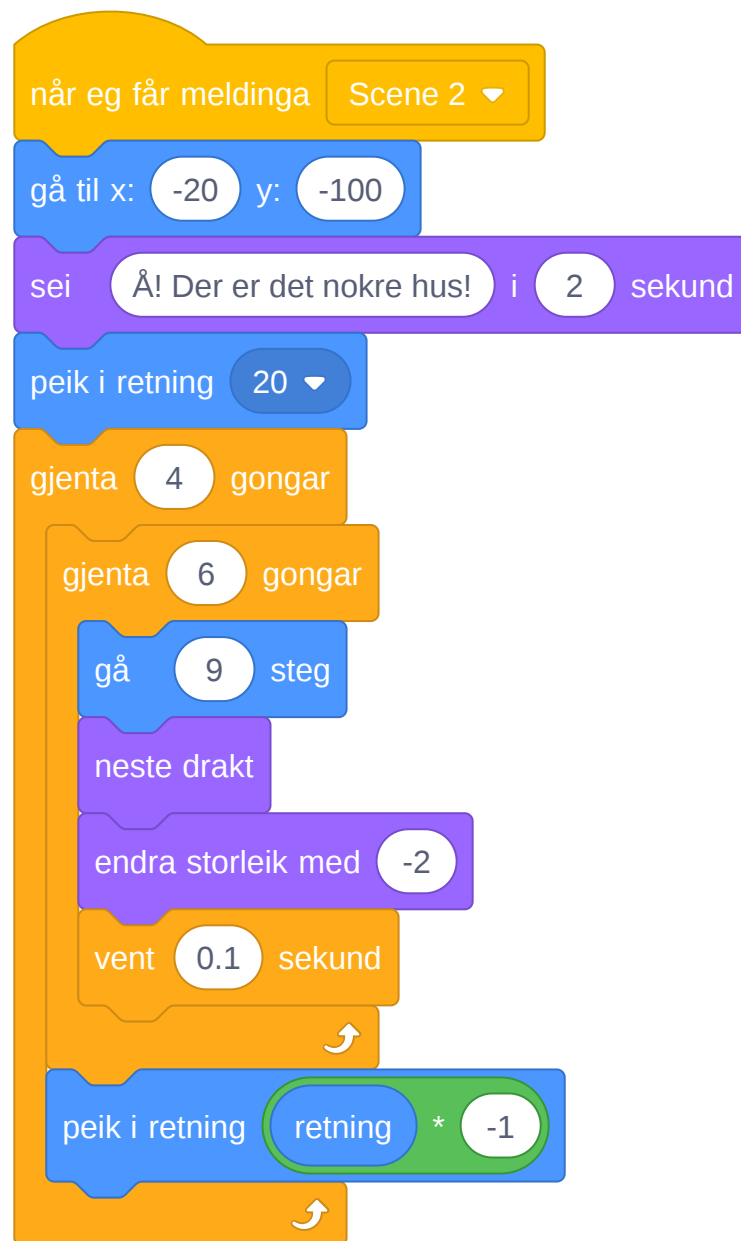 når eg får meldinga Scene 2
gå til x: -20 y: -100
sei Å! Der er det nokre hus! i 2 sekund
peik i retning 20
gjenta 4 gongar
gjenta 6 gongar
gå 9 steg
neste drakt
endra storleik med -2
vent 0.1 sekund
peik i retning retning * -1